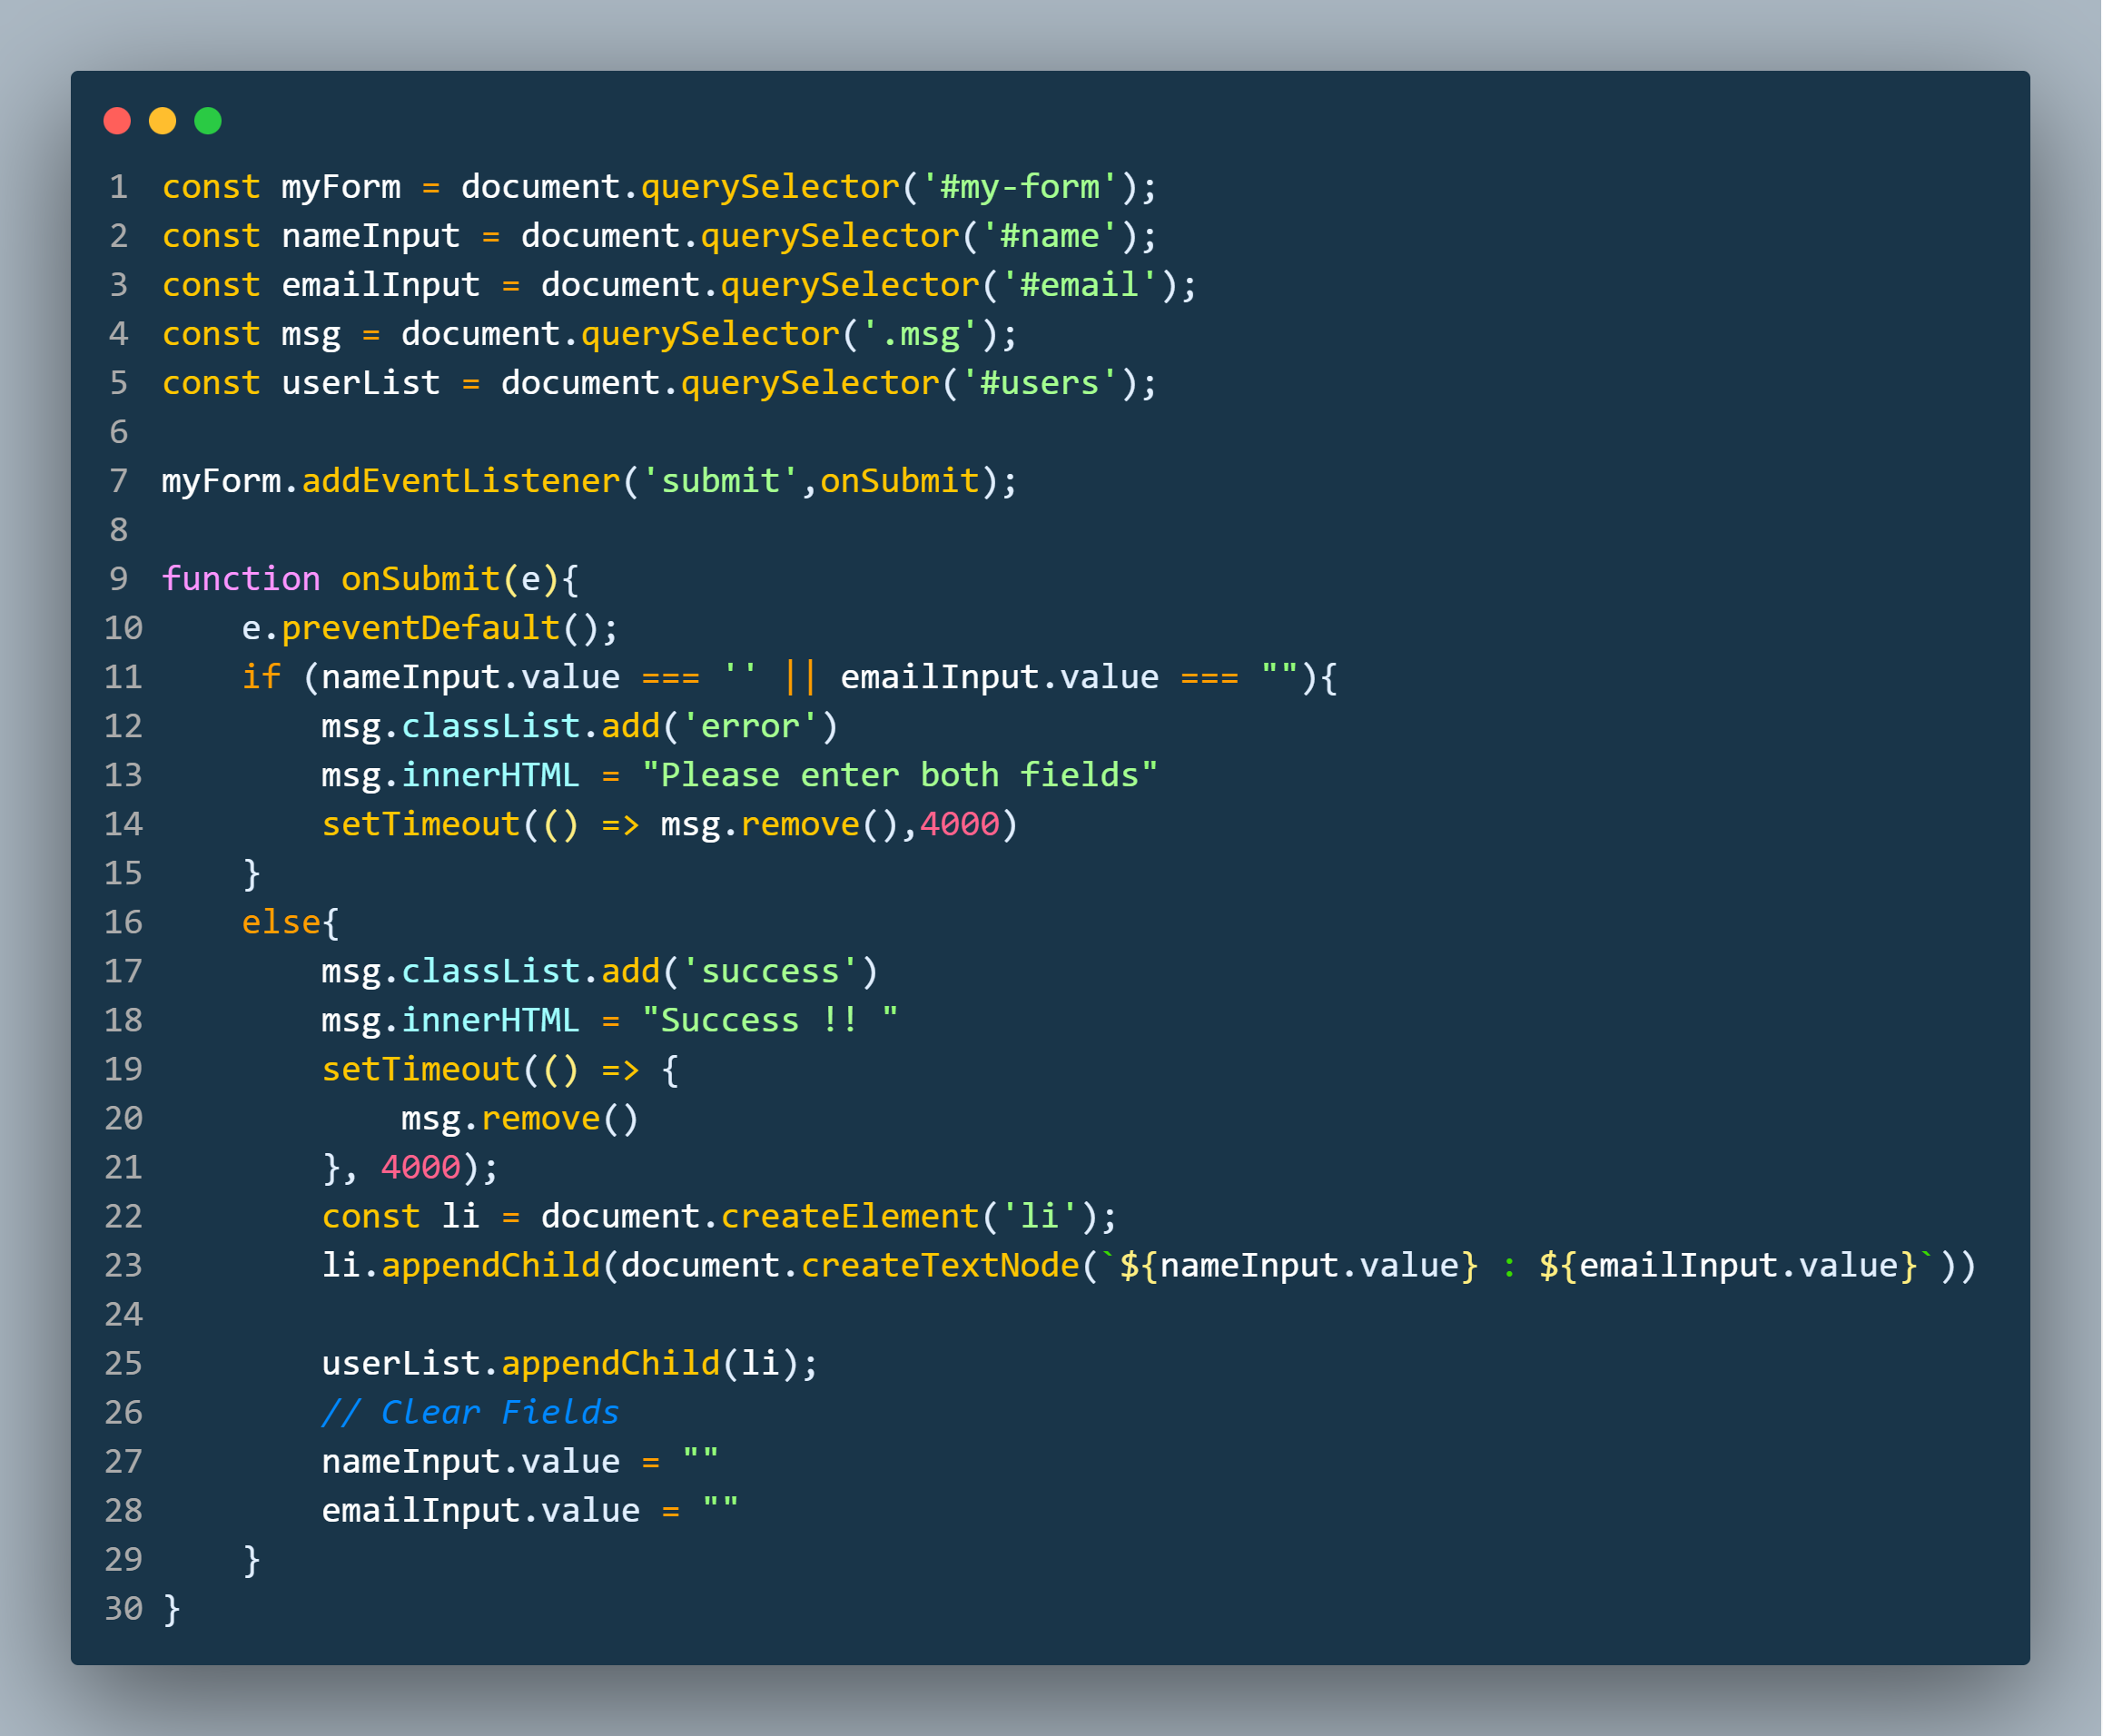 1 const myForm = document.querySelector('#my-form');
2 const nameInput = document.querySelector('#name');
3 const emailInput = document.querySelector('#email');
4 const msg = document.querySelector('.msg');
5 const userList = document.querySelector('#users');
6
7 myForm.addEventListener('submit',onSubmit);
8
9 function onSubmit(e){
10     e.preventDefault();
11     if (nameInput.value === '' || emailInput.value === ""){
12         msg.classList.add('error')
13         msg.innerHTML = "Please enter both fields"
14         setTimeout(() => msg.remove(),4000)
15     }
16     else{
17         msg.classList.add('success')
18         msg.innerHTML = "Success !! "
19         setTimeout(() => {
20             msg.remove()
21         }, 4000);
22         const li = document.createElement('li');
23         li.appendChild(document.createTextNode(`${nameInput.value} : ${emailInput.value}`))
24
25         userList.appendChild(li);
26         // Clear Fields
27         nameInput.value = ""
28         emailInput.value = ""
29     }
30 }